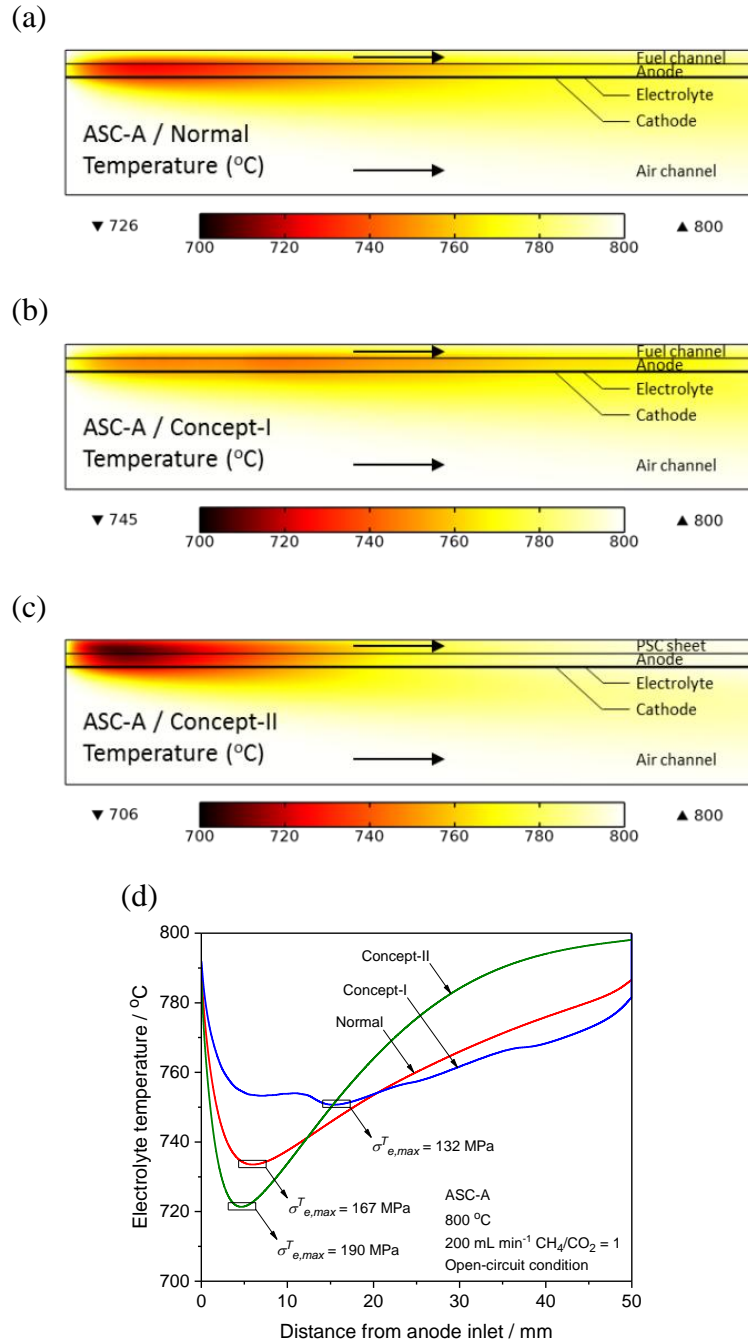 (a)
Fuel channel
Anode
Electrolyte
Cathode
ASC-A / Normal
Temperature (°C)
Air channel
▼ 726
▲ 800
700 720 740 760 780 800
(b)
Fuel channel
Anode
Electrolyte
Cathode
ASC-A / Concept-I
Temperature (°C)
Air channel
▼ 745
▲ 800
700 720 740 760 780 800
(c)
PSC sheet
Anode
Electrolyte
Cathode
ASC-A / Concept-II
Temperature (°C)
Air channel
▼ 706
▲ 800
700 720 740 760 780 800
(d)
Electrolyte temperature / °C
800
780
760
740
720
700
Concept-II
Concept-I
Normal
σᵀe,max = 132 MPa
σᵀe,max = 167 MPa
σᵀe,max = 190 MPa
ASC-A
800 °C
200 mL min⁻¹ CH₄/CO₂ = 1
Open-circuit condition
0 10 20 30 40 50
Distance from anode inlet / mm